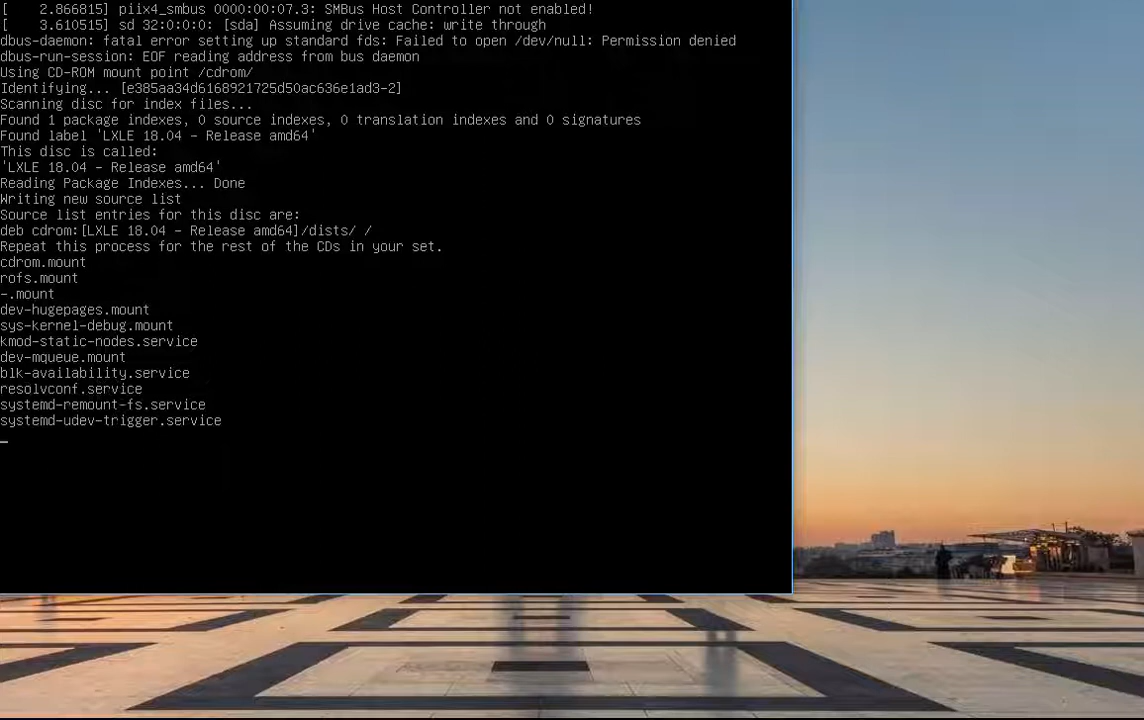 [    2.866815] piix4_smbus 0000:00:07.3: SMBus Host Controller not enabled!
[    3.610515] sd 32:0:0:0: [sda] Assuming drive cache: write through
dbus-daemon: fatal error setting up standard fds: Failed to open /dev/null: Permission denied
dbus-run-session: EOF reading address from bus daemon
Using CD-ROM mount point /cdrom/
Identifying... [e385aa34d6168921725d50ac636e1ad3-2]
Scanning disc for index files...
Found 1 package indexes, 0 source indexes, 0 translation indexes and 0 signatures
Found label 'LXLE 18.04 - Release amd64'
This disc is called:
'LXLE 18.04 - Release amd64'
Reading Package Indexes... Done
Writing new source list
Source list entries for this disc are:
deb cdrom:[LXLE 18.04 - Release amd64]/dists/ /
Repeat this process for the rest of the CDs in your set.
cdrom.mount
rofs.mount
-.mount
dev-hugepages.mount
sys-kernel-debug.mount
kmod-static-nodes.service
dev-mqueue.mount
blk-availability.service
resolvconf.service
systemd-remount-fs.service
systemd-udev-trigger.service